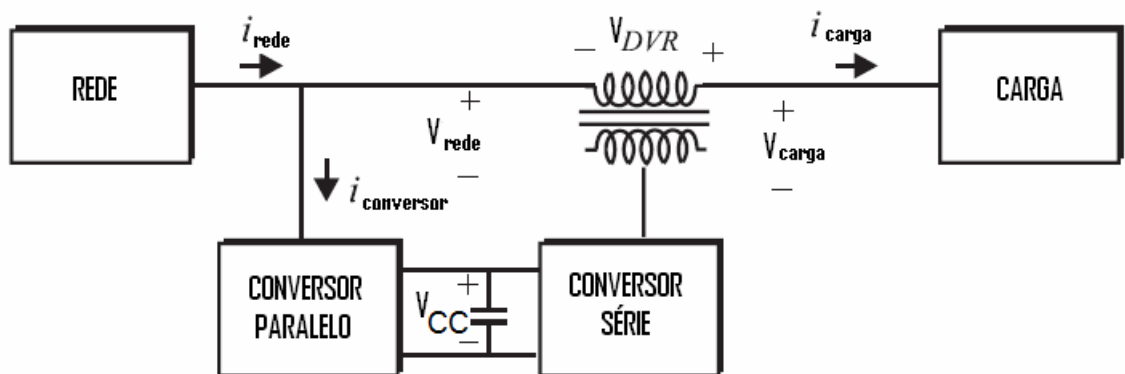 i rede
V DVR
i carga
REDE
CARGA
− +
+
V rede
−
+
V carga
−
i conversor
CONVERSOR
PARALELO
+
V CC
−
CONVERSOR
SÉRIE